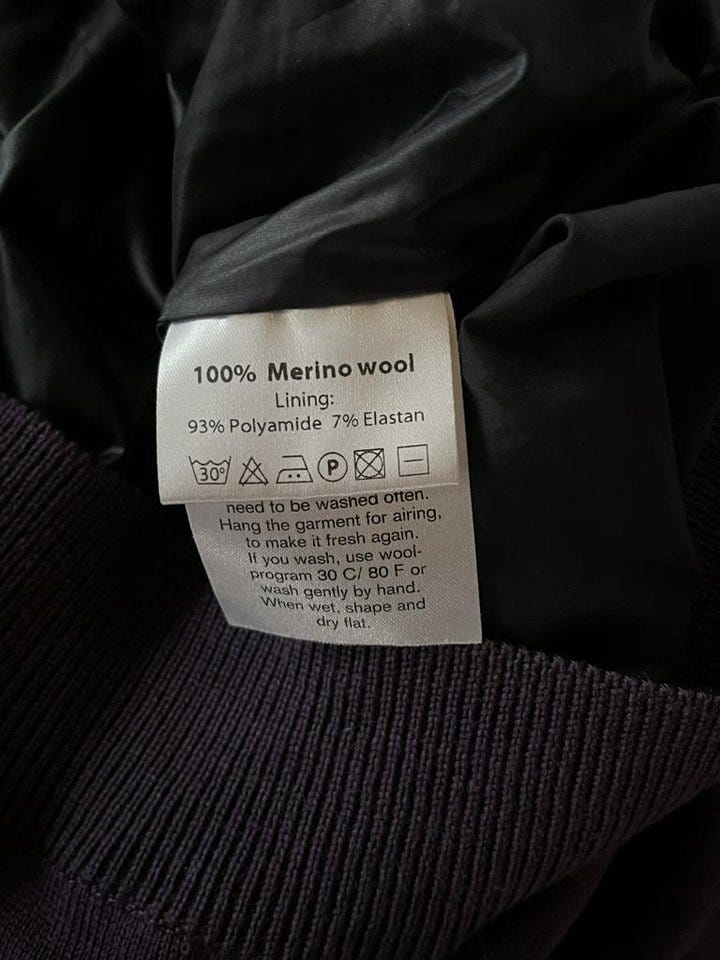 100% Merino wool
Lining:
93% Polyamide 7% Elastan
30° P
need to be washed often.
Hang the garment for airing,
to make it fresh again.
If you wash, use wool-
program 30 C/ 80 F or
wash gently by hand.
When wet, shape and
dry flat.